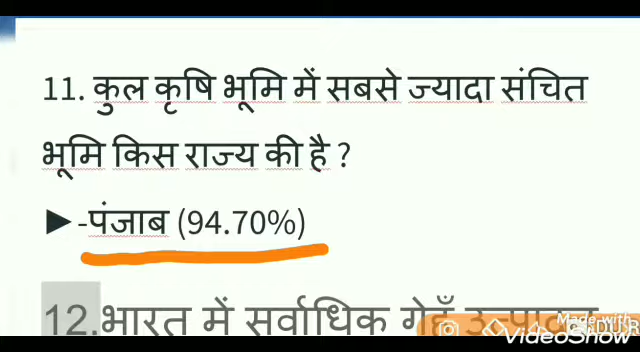 11. कुल कृषि भूमि में सबसे ज्यादा संचित
भूमि किस राज्य की है ?
►-पंजाब (94.70%)
12.भारत में सर्वाधिक गेहूँ
Made with
VideoShow